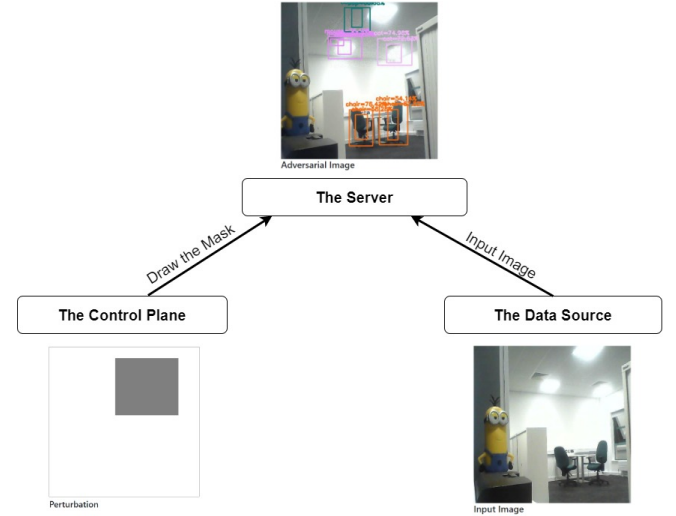 Adversarial Image
The Server
Draw the Mask
Input Image
The Control Plane
The Data Source
Perturbation
Input Image